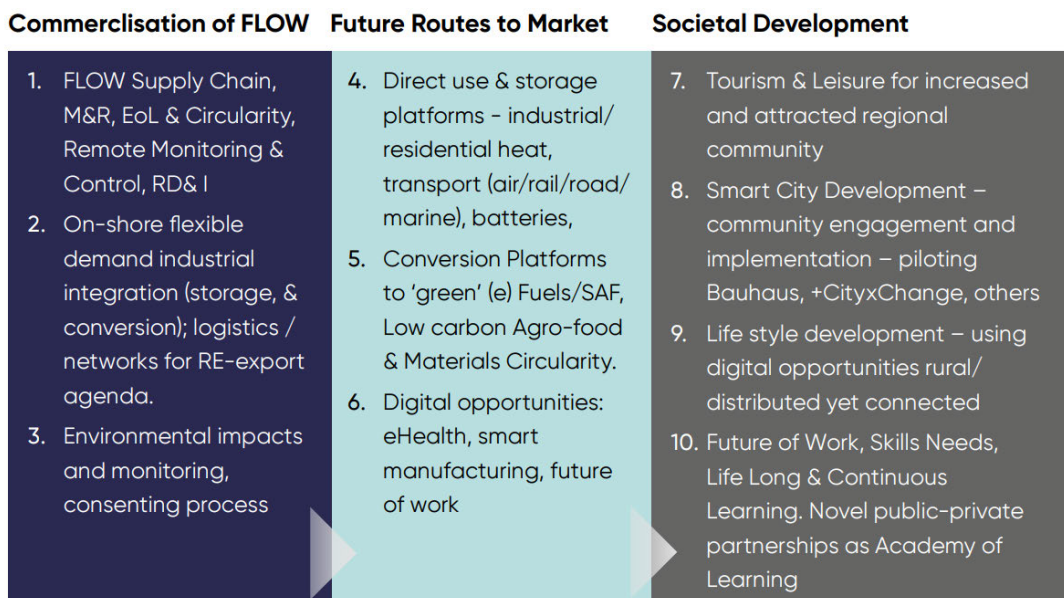 Commerclisation of FLOW
1. FLOW Supply Chain,
M&R, EoL & Circularity,
Remote Monitoring &
Control, RD& I
2. On-shore flexible
demand industrial
integration (storage, &
conversion); logistics /
networks for RE-export
agenda.
3. Environmental impacts
and monitoring,
consenting process
Future Routes to Market
4. Direct use & storage
platforms - industrial/
residential heat,
transport (air/rail/road/
marine), batteries,
5. Conversion Platforms
to ‘green’ (e) Fuels/SAF,
Low carbon Agro-food
& Materials Circularity.
6. Digital opportunities:
eHealth, smart
manufacturing, future
of work
Societal Development
7. Tourism & Leisure for increased
and attracted regional
community
8. Smart City Development –
community engagement and
implementation – piloting
Bauhaus, +CityxChange, others
9. Life style development – using
digital opportunities rural/
distributed yet connected
10. Future of Work, Skills Needs,
Life Long & Continuous
Learning. Novel public-private
partnerships as Academy of
Learning